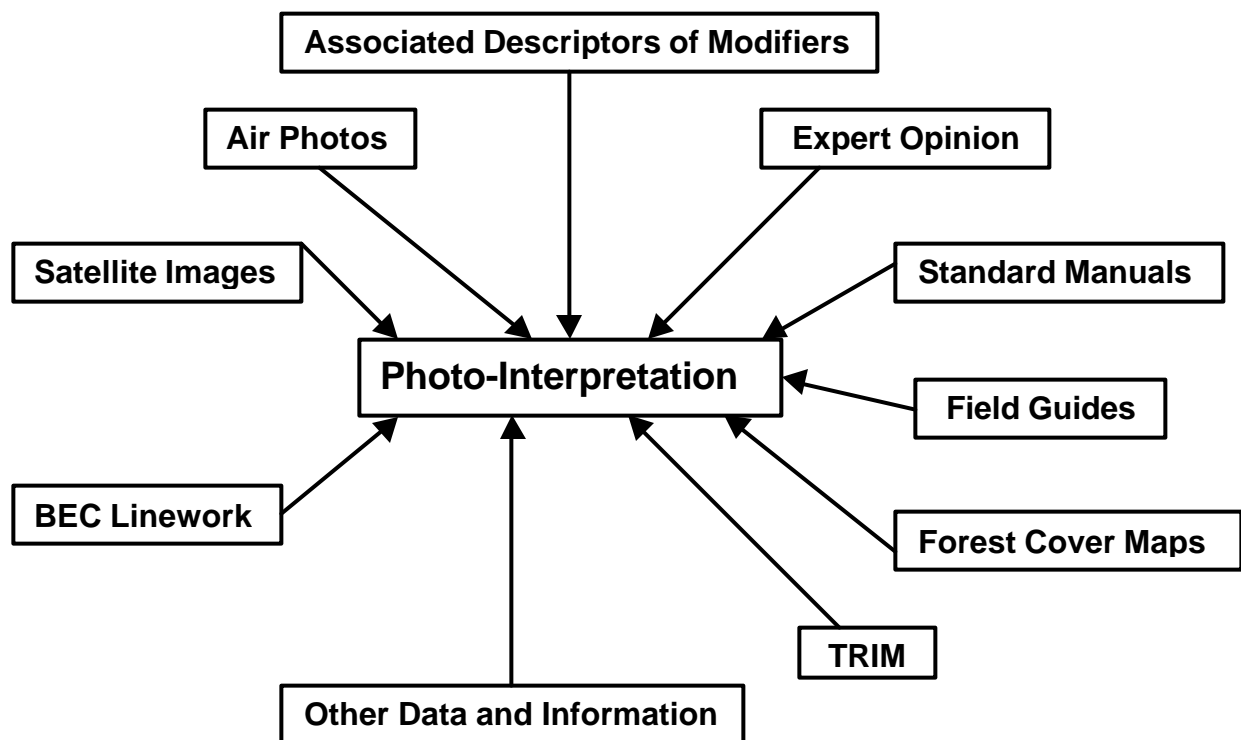 Associated Descriptors of Modifiers
Air Photos
Expert Opinion
Satellite Images
Standard Manuals
Photo-Interpretation
Field Guides
BEC Linework
Forest Cover Maps
TRIM
Other Data and Information